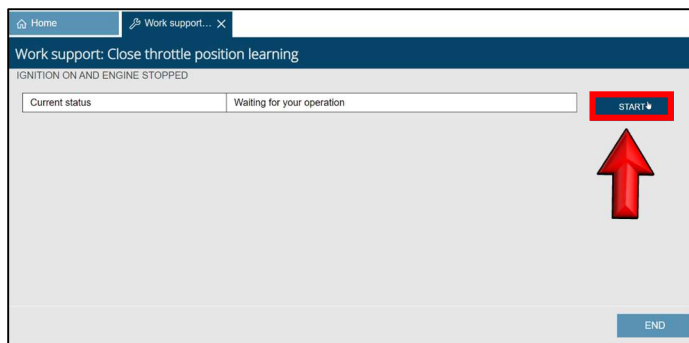 Home
Work support...
Work support: Close throttle position learning
IGNITION ON AND ENGINE STOPPED
Current status
Waiting for your operation
START
END